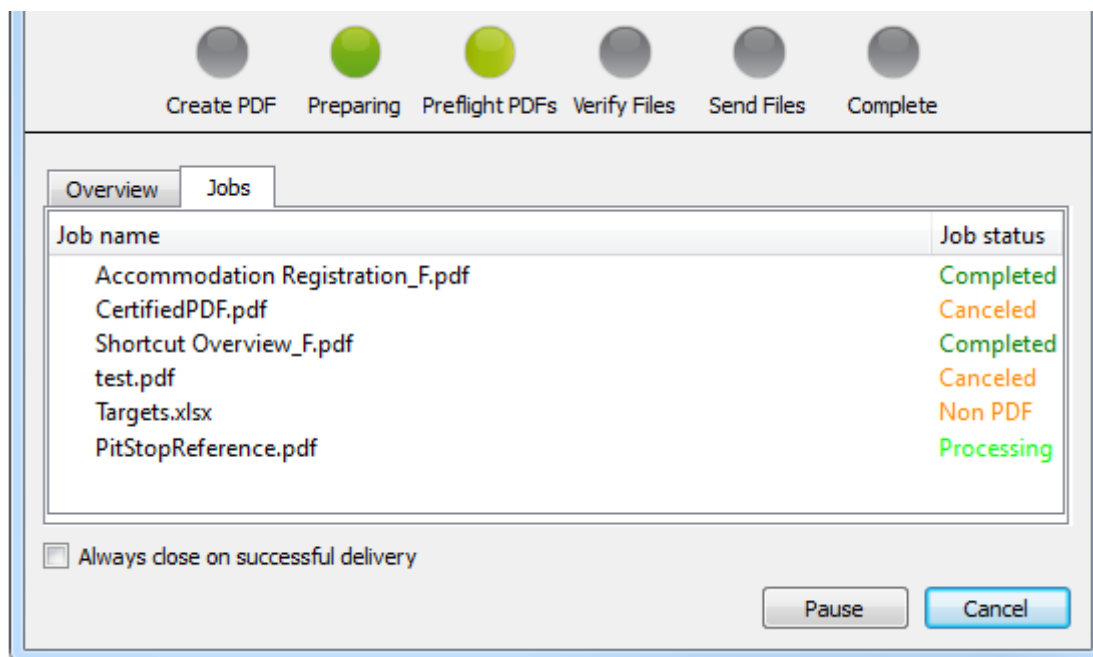 Create PDF Preparing Preflight PDFs Verify Files Send Files Complete
Overview Jobs
Job name Job status
Accommodation Registration_F.pdf Completed
CertifiedPDF.pdf Canceled
Shortcut Overview_F.pdf Completed
test.pdf Canceled
Targets.xlsx Non PDF
PitStopReference.pdf Processing
Always close on successful delivery
Pause Cancel